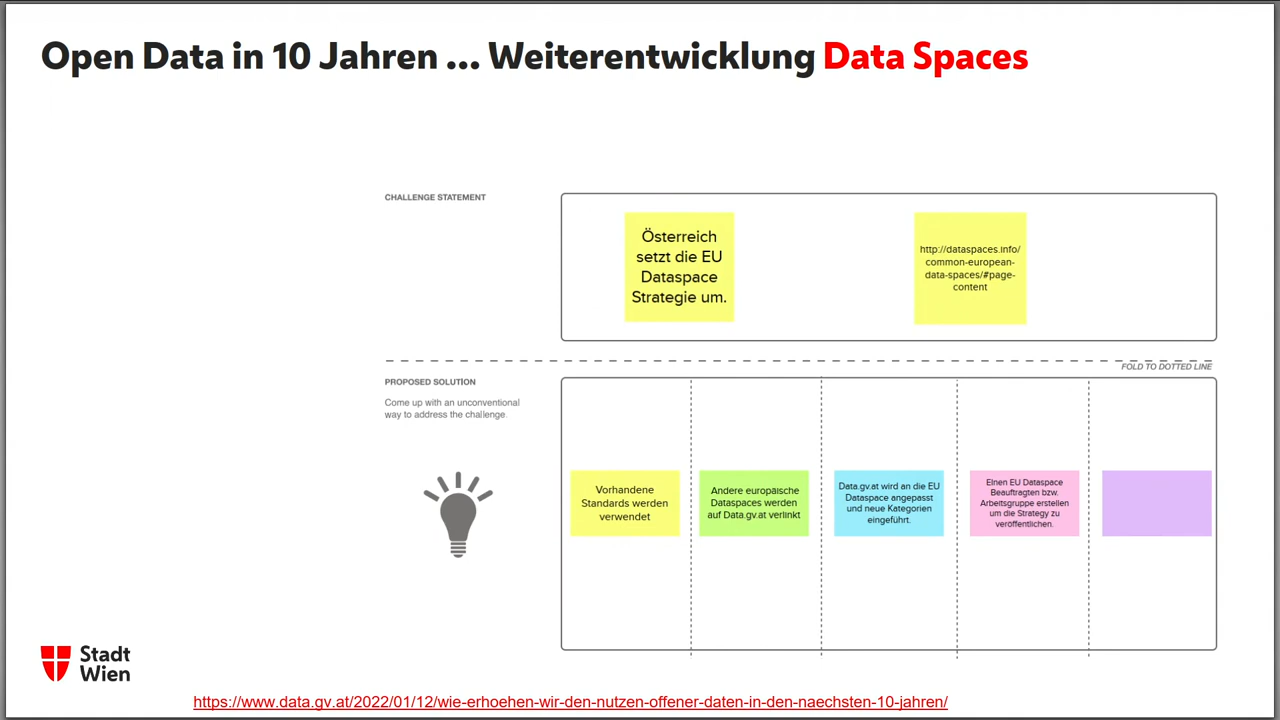 Open Data in 10 Jahren ... Weiterentwicklung Data Spaces
CHALLENGE STATEMENT
Österreich
setzt die EU
Dataspace
Strategie um.
http://dataspaces.info/
common-european-
data-spaces/#page-
content
FOLD TO DOTTED LINE
PROPOSED SOLUTION
Come up with an unconventional
way to address the challenge.
Vorhandene
Standards werden
verwendet
Andere europäische
Dataspaces werden
auf Data.gv.at verlinkt
Data.gv.at wird an die EU
Dataspace angepasst
und neue Kategorien
eingeführt.
EInen EU Dataspace
Beauftragten bzw.
Arbeitsgruppe erstellen
um die Strategy zu
veröffentlichen.
Stadt
Wien
https://www.data.gv.at/2022/01/12/wie-erhoehen-wir-den-nutzen-offener-daten-in-den-naechsten-10-jahren/